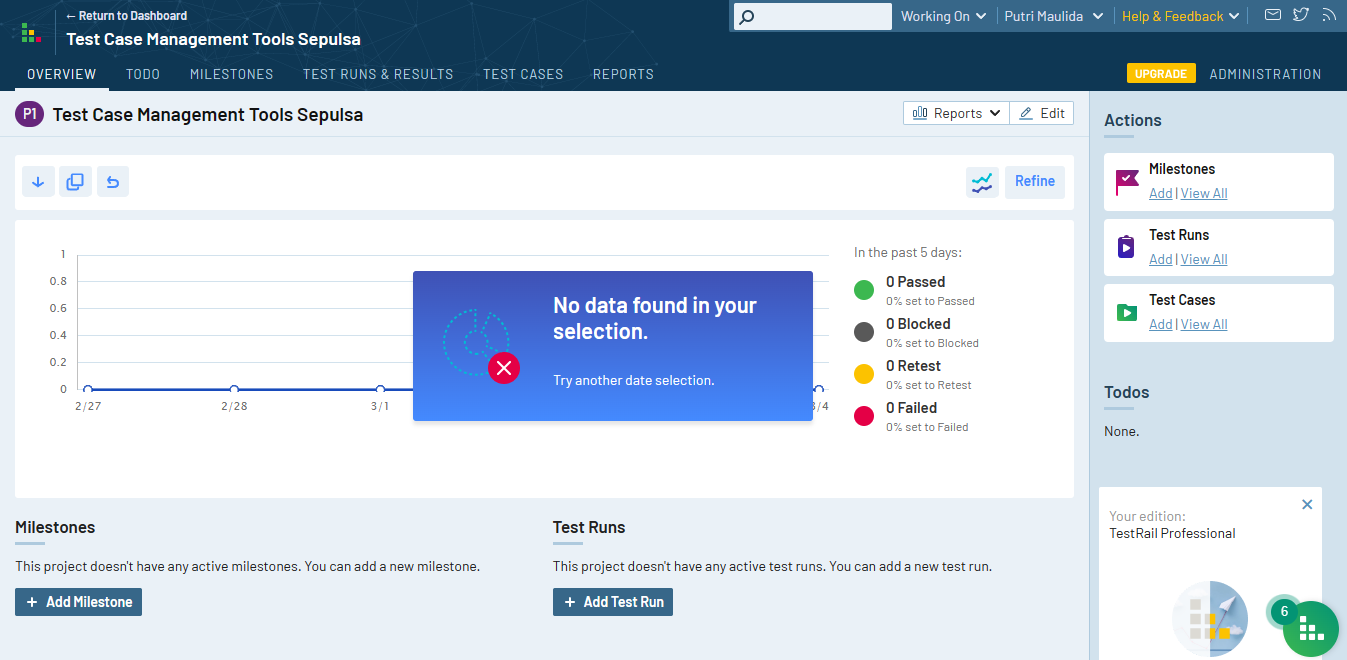 ← Return to Dashboard
Test Case Management Tools Sepulsa
Working On
Putri Maulida
Help & Feedback
OVERVIEW
TODO
MILESTONES
TEST RUNS & RESULTS
TEST CASES
REPORTS
UPGRADE
ADMINISTRATION
P1
Test Case Management Tools Sepulsa
Reports
Edit
Refine
1
0.8
0.6
0.4
0.2
0
2/27
2/28
3/1
3/4
No data found in your
selection.
Try another date selection.
In the past 5 days:
0 Passed
0% set to Passed
0 Blocked
0% set to Blocked
0 Retest
0% set to Retest
0 Failed
0% set to Failed
Milestones
This project doesn't have any active milestones. You can add a new milestone.
+ Add Milestone
Test Runs
This project doesn't have any active test runs. You can add a new test run.
+ Add Test Run
Actions
Milestones
Add | View All
Test Runs
Add | View All
Test Cases
Add | View All
Todos
None.
Your edition:
TestRail Professional
6